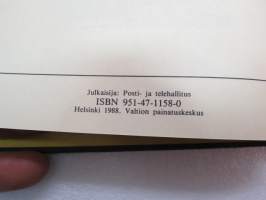 Julkaisija: Posti- ja telehallitus
ISBN 951-47-1158-0
Helsinki 1988. Valtion painatuskeskus